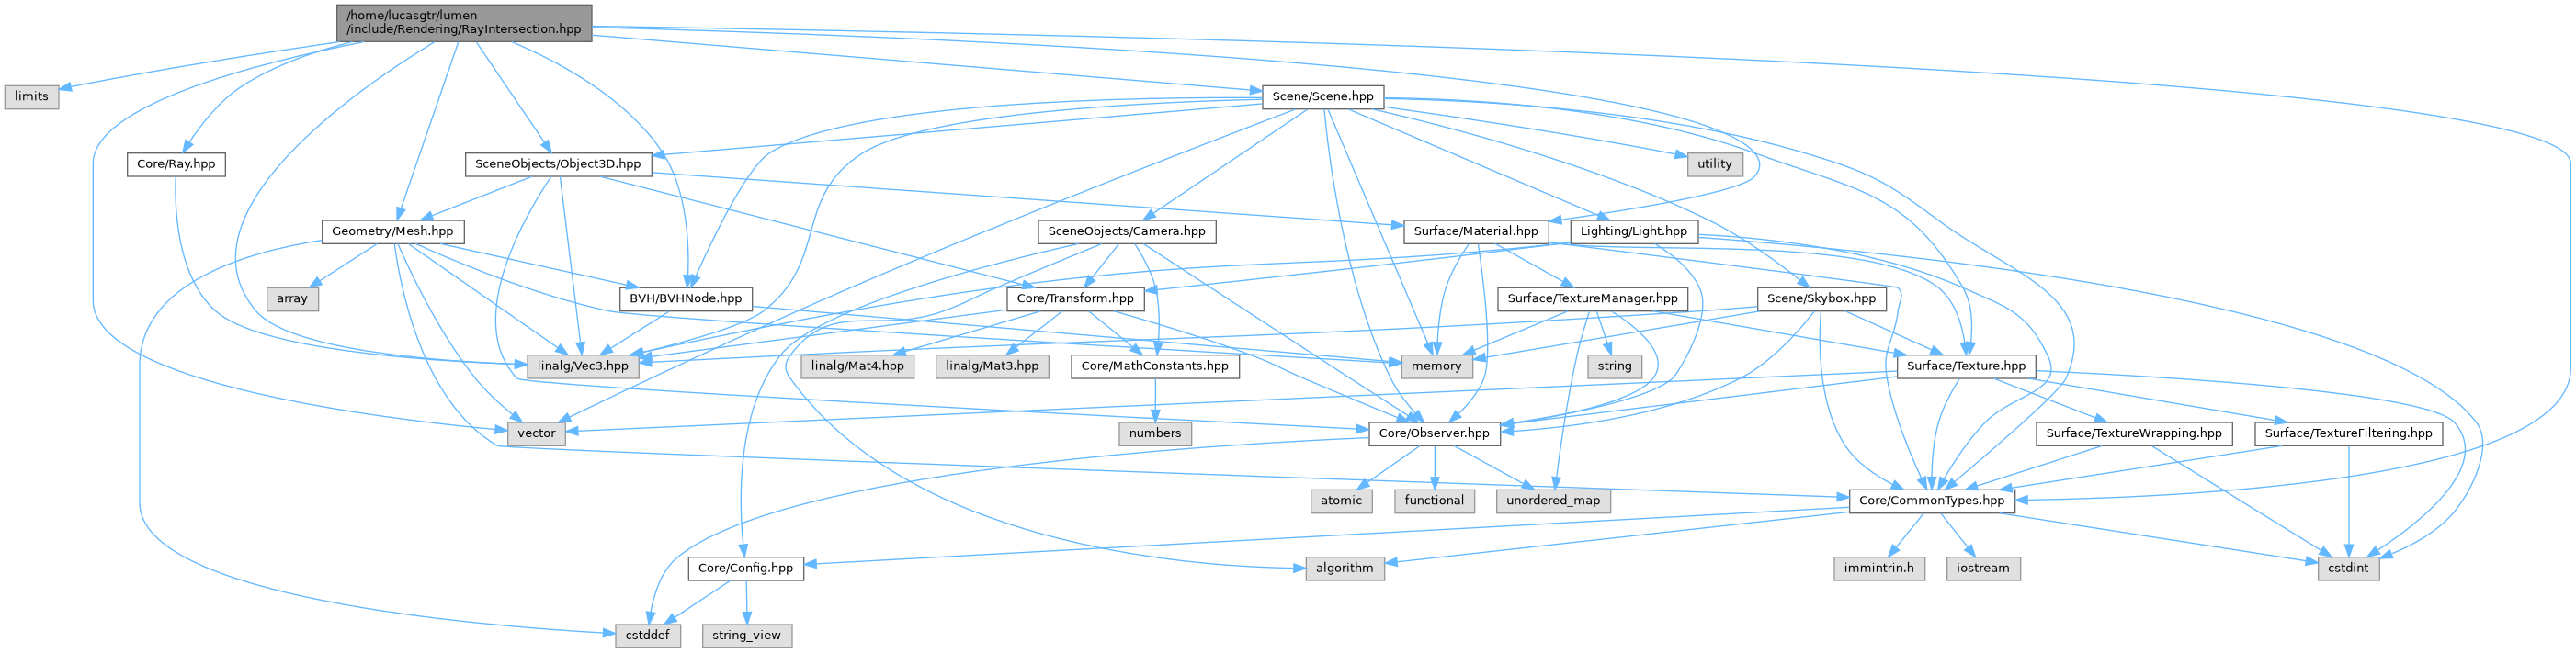 /home/lucasgtr/lumen
/include/Rendering/RayIntersection.hpp
limits
Scene/Scene.hpp
Core/Ray.hpp
SceneObjects/Object3D.hpp
utility
Geometry/Mesh.hpp
SceneObjects/Camera.hpp
Surface/Material.hpp
Lighting/Light.hpp
array
BVH/BVHNode.hpp
Core/Transform.hpp
Surface/TextureManager.hpp
Scene/Skybox.hpp
linalg/Vec3.hpp
linalg/Mat4.hpp
linalg/Mat3.hpp
Core/MathConstants.hpp
memory
string
Surface/Texture.hpp
vector
numbers
Core/Observer.hpp
Surface/TextureWrapping.hpp
Surface/TextureFiltering.hpp
atomic
functional
unordered_map
Core/CommonTypes.hpp
Core/Config.hpp
algorithm
immintrin.h
iostream
cstdint
cstddef
string_view